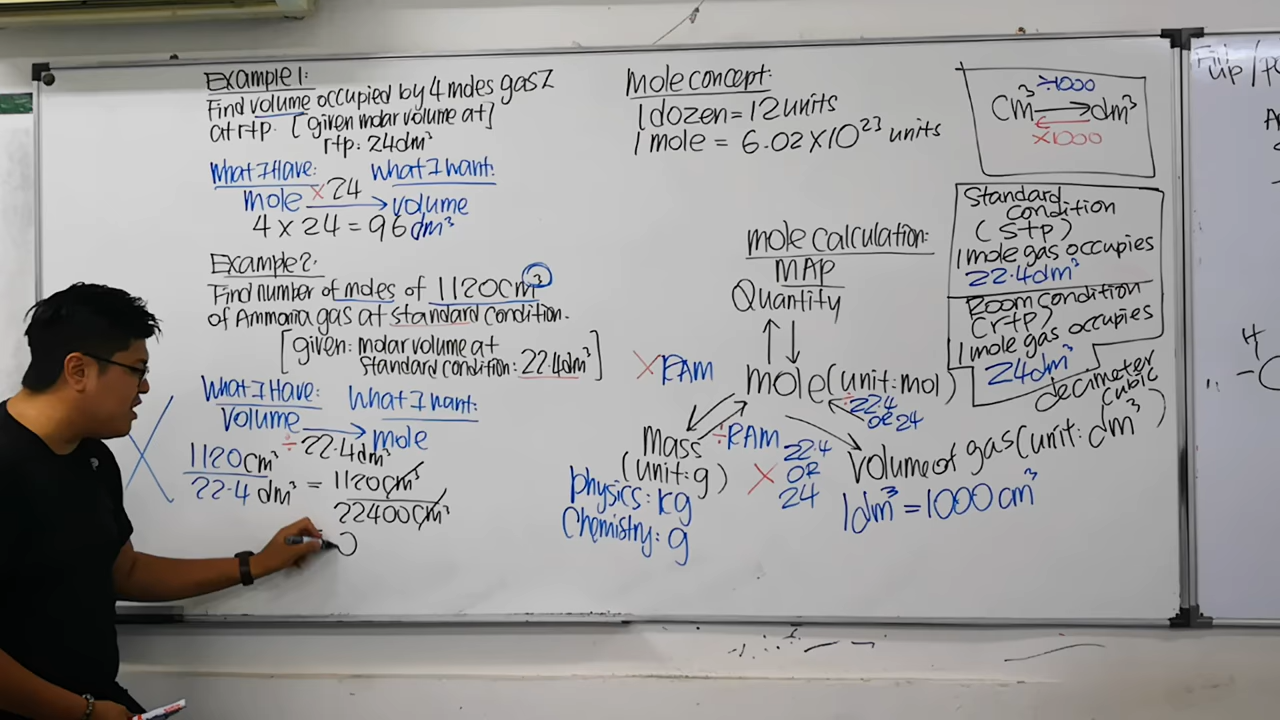 Example 1:
Find volume occupied by 4 moles gas Z
at rtp. [given molar volume at]
rtp: 24dm³
What I Have: What I want:
mole ×24 → volume
4 × 24 = 96dm³
Example 2:
Find number of moles of 1120cm³
of Ammonia gas at standard condition.
[given: molar volume at
standard condition: 22.4dm³]
What I Have: What I want:
Volume → mole
÷ 22.4dm³
1120cm³
22.4 dm³
= 1120cm³
22400cm³
mole concept:
1 dozen = 12 units
1 mole = 6.02×10²³ units
mole calculation:
MAP
Quantity
mole (unit: mol)
×RAM
÷RAM
÷22.4
OR 24
Mass
(unit: g)
physics: kg
Chemistry: g
×
22.4
OR
24
Volume of gas (unit: dm³)
decimeter
cubic
1dm³ = 1000 cm³
÷1000
cm³ → dm³
×1000
Standard
condition
(stp)
1 mole gas occupies
22.4dm³
Room condition
(rtp)
1 mole gas occupies
24dm³
up /
H